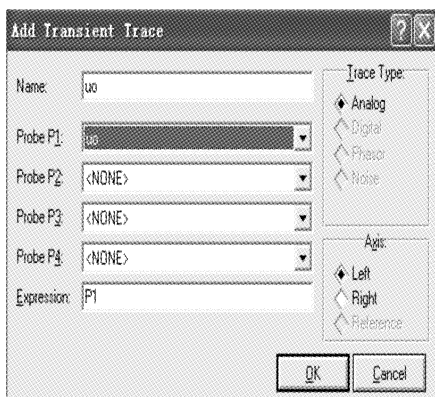 Add Transient Trace
Name: uo
Probe P1: uo
Probe P2: <NONE>
Probe P3: <NONE>
Probe P4: <NONE>
Expression: P1
Trace Type:
Analog
Digital
Phasor
Noise
Axis:
Left
Right
Reference
OK Cancel